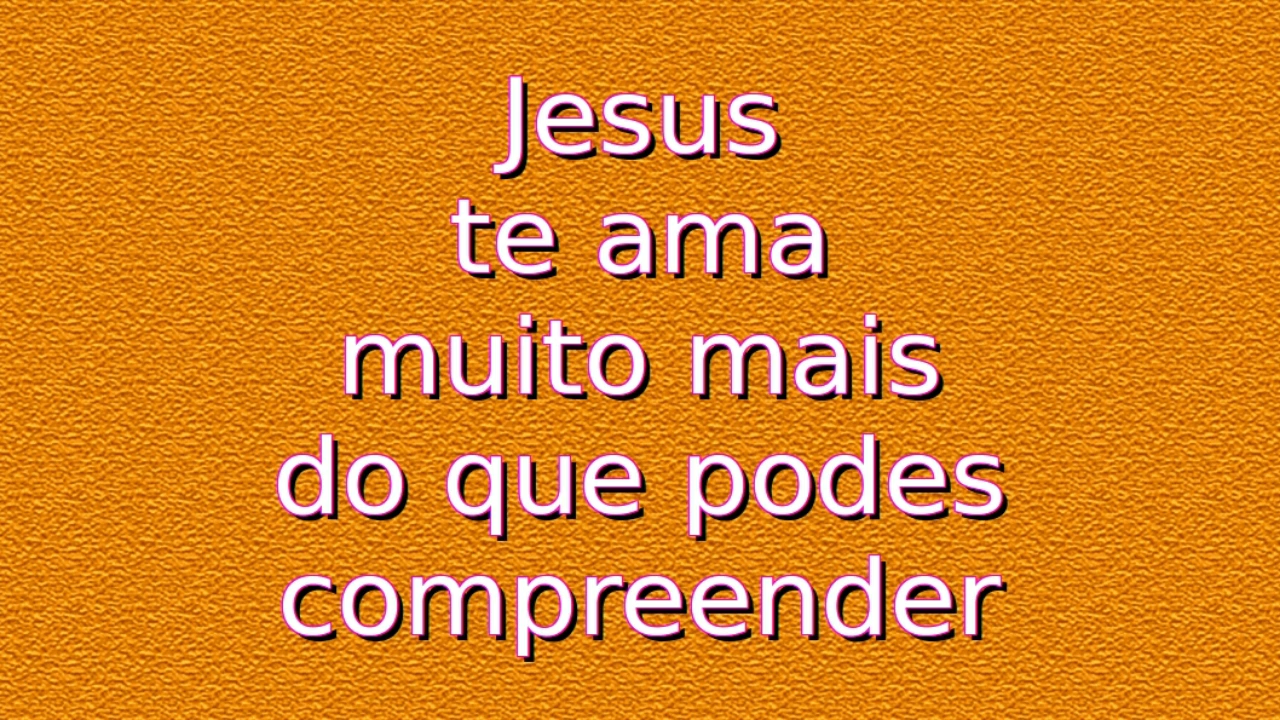 Jesus
te ama
muito mais
do que podes
compreender